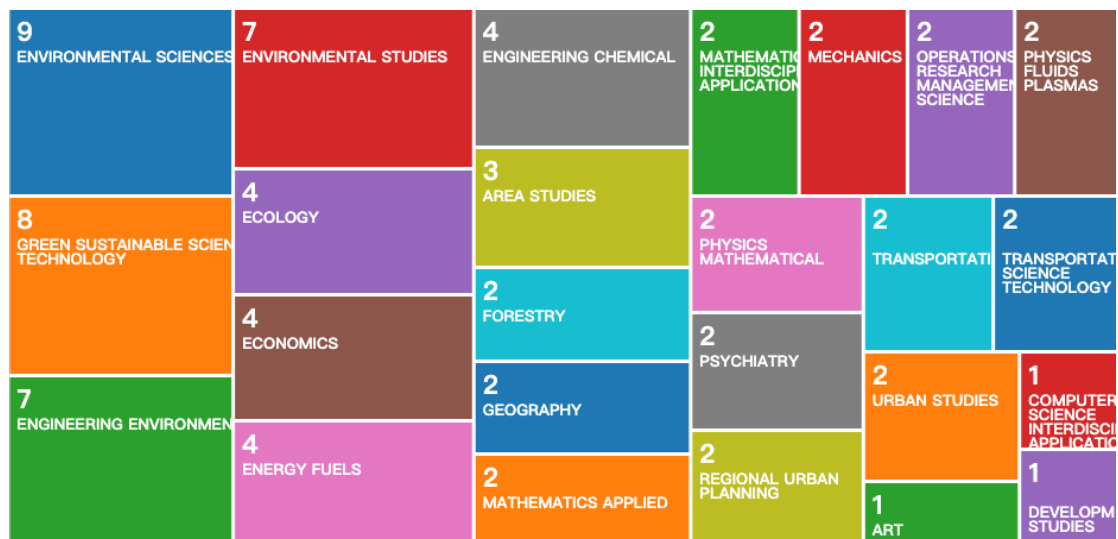 9
ENVIRONMENTAL SCIENCES
8
GREEN SUSTAINABLE SCIEN
TECHNOLOGY
7
ENGINEERING ENVIRONMEN
7
ENVIRONMENTAL STUDIES
4
ECOLOGY
4
ECONOMICS
4
ENERGY FUELS
4
ENGINEERING CHEMICAL
3
AREA STUDIES
2
FORESTRY
2
GEOGRAPHY
2
MATHEMATICS APPLIED
2
MATHEMATIC
INTERDISCIPL
APPLICATION
2
MECHANICS
2
OPERATIONS
RESEARCH
MANAGEMEN
SCIENCE
2
PHYSICS
FLUIDS
PLASMAS
2
PHYSICS
MATHEMATICAL
2
PSYCHIATRY
2
REGIONAL URBAN
PLANNING
2
TRANSPORTATI
2
TRANSPORTAT
SCIENCE
TECHNOLOGY
2
URBAN STUDIES
1
ART
1
COMPUTER
SCIENCE
INTERDISCI
APPLICATIO
1
DEVELOPM
STUDIES